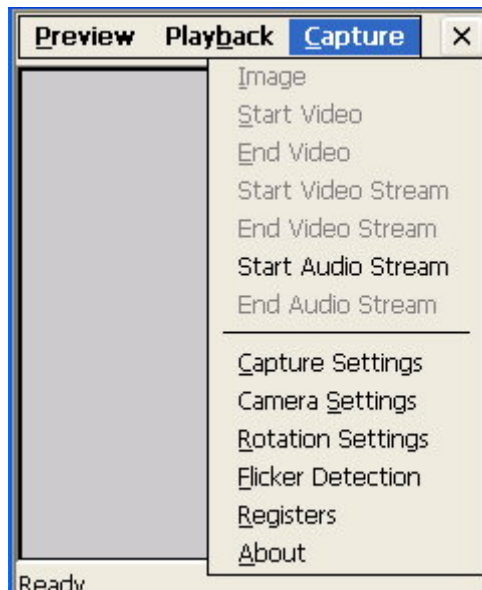 Preview Playback Capture X
Image
Start Video
End Video
Start Video Stream
End Video Stream
Start Audio Stream
End Audio Stream
Capture Settings
Camera Settings
Rotation Settings
Flicker Detection
Registers
About
Ready